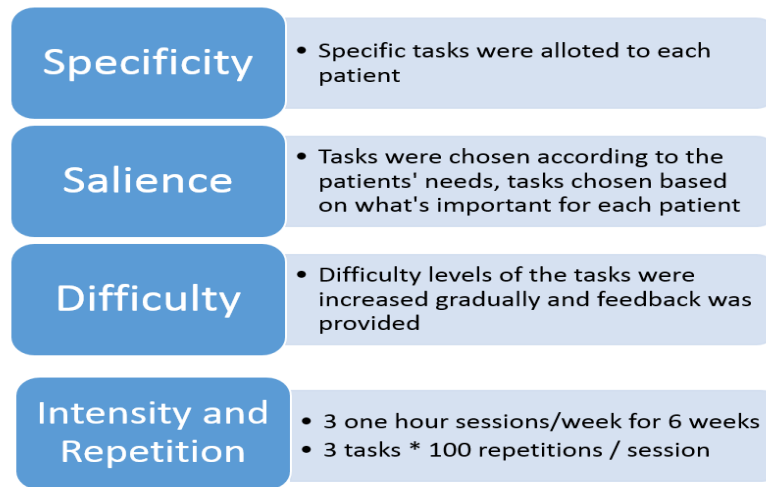 Specificity
• Specific tasks were alloted to each
patient
Salience
• Tasks were chosen according to the
patients' needs, tasks chosen based
on what's important for each patient
Difficulty
• Difficulty levels of the tasks were
increased gradually and feedback was
provided
Intensity and
Repetition
• 3 one hour sessions/week for 6 weeks
• 3 tasks * 100 repetitions / session